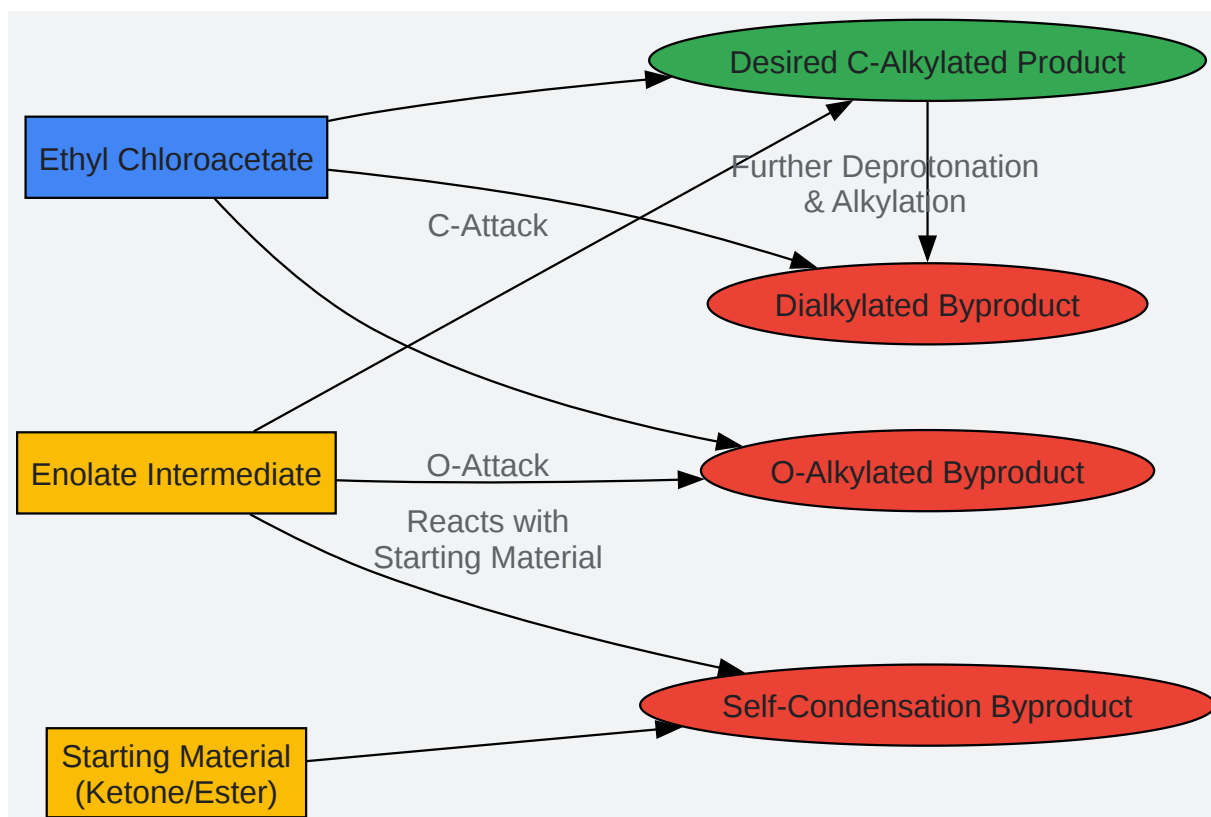 Desired C-Alkylated Product
Ethyl Chloroacetate
Further Deprotonation
& Alkylation
C-Attack
Dialkylated Byproduct
Enolate Intermediate
O-Attack
O-Alkylated Byproduct
Reacts with
Starting Material
Self-Condensation Byproduct
Starting Material
(Ketone/Ester)